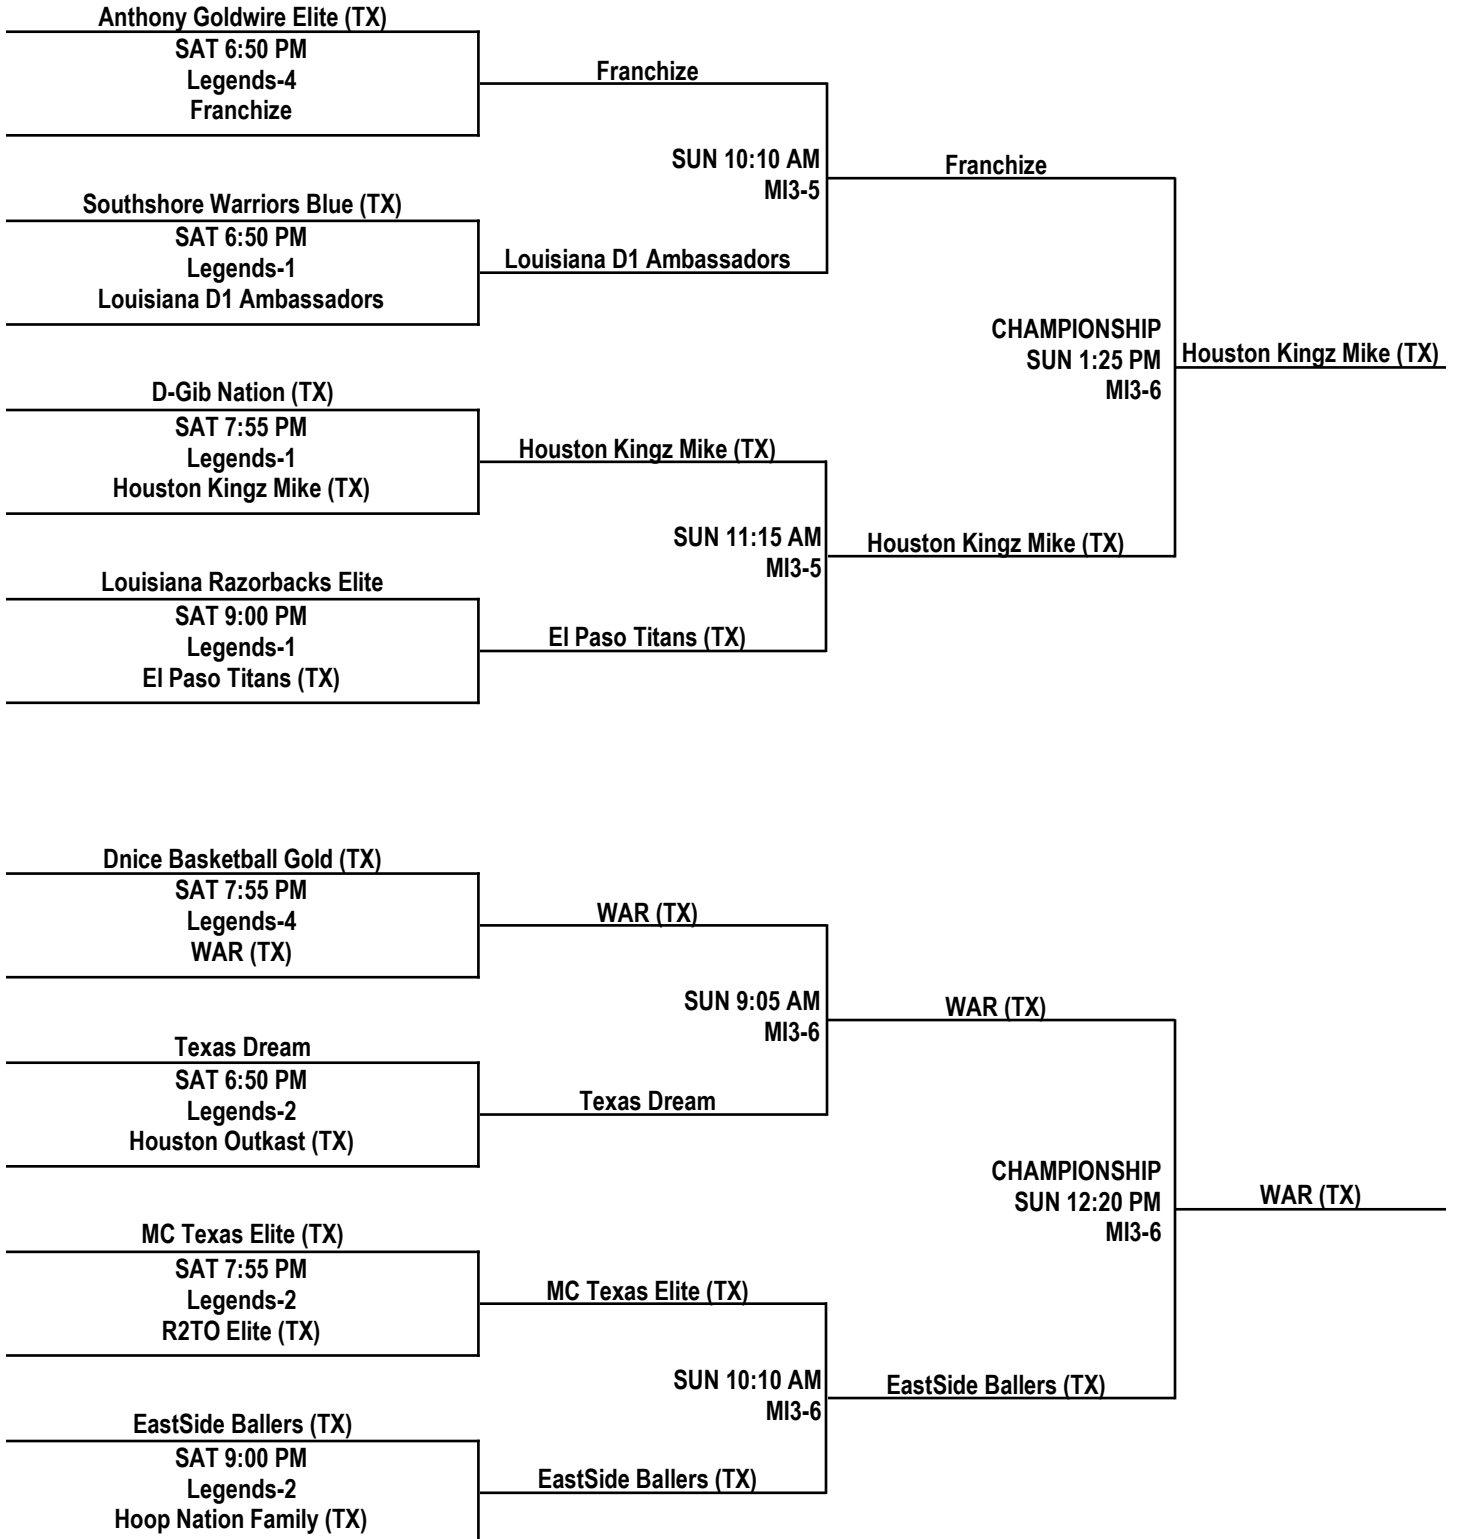 Anthony Goldwire Elite (TX)
SAT 6:50 PM
Legends-4
Franchize
Franchize
SUN 10:10 AM
MI3-5
Franchize
Southshore Warriors Blue (TX)
SAT 6:50 PM
Legends-1
Louisiana D1 Ambassadors
Louisiana D1 Ambassadors
CHAMPIONSHIP
SUN 1:25 PM
MI3-6
Houston Kingz Mike (TX)
D-Gib Nation (TX)
SAT 7:55 PM
Legends-1
Houston Kingz Mike (TX)
Houston Kingz Mike (TX)
SUN 11:15 AM
MI3-5
Houston Kingz Mike (TX)
Louisiana Razorbacks Elite
SAT 9:00 PM
Legends-1
El Paso Titans (TX)
El Paso Titans (TX)
Dnice Basketball Gold (TX)
SAT 7:55 PM
Legends-4
WAR (TX)
WAR (TX)
SUN 9:05 AM
MI3-6
WAR (TX)
Texas Dream
SAT 6:50 PM
Legends-2
Houston Outkast (TX)
Texas Dream
CHAMPIONSHIP
SUN 12:20 PM
MI3-6
WAR (TX)
MC Texas Elite (TX)
SAT 7:55 PM
Legends-2
R2TO Elite (TX)
MC Texas Elite (TX)
SUN 10:10 AM
MI3-6
EastSide Ballers (TX)
EastSide Ballers (TX)
SAT 9:00 PM
Legends-2
Hoop Nation Family (TX)
EastSide Ballers (TX)